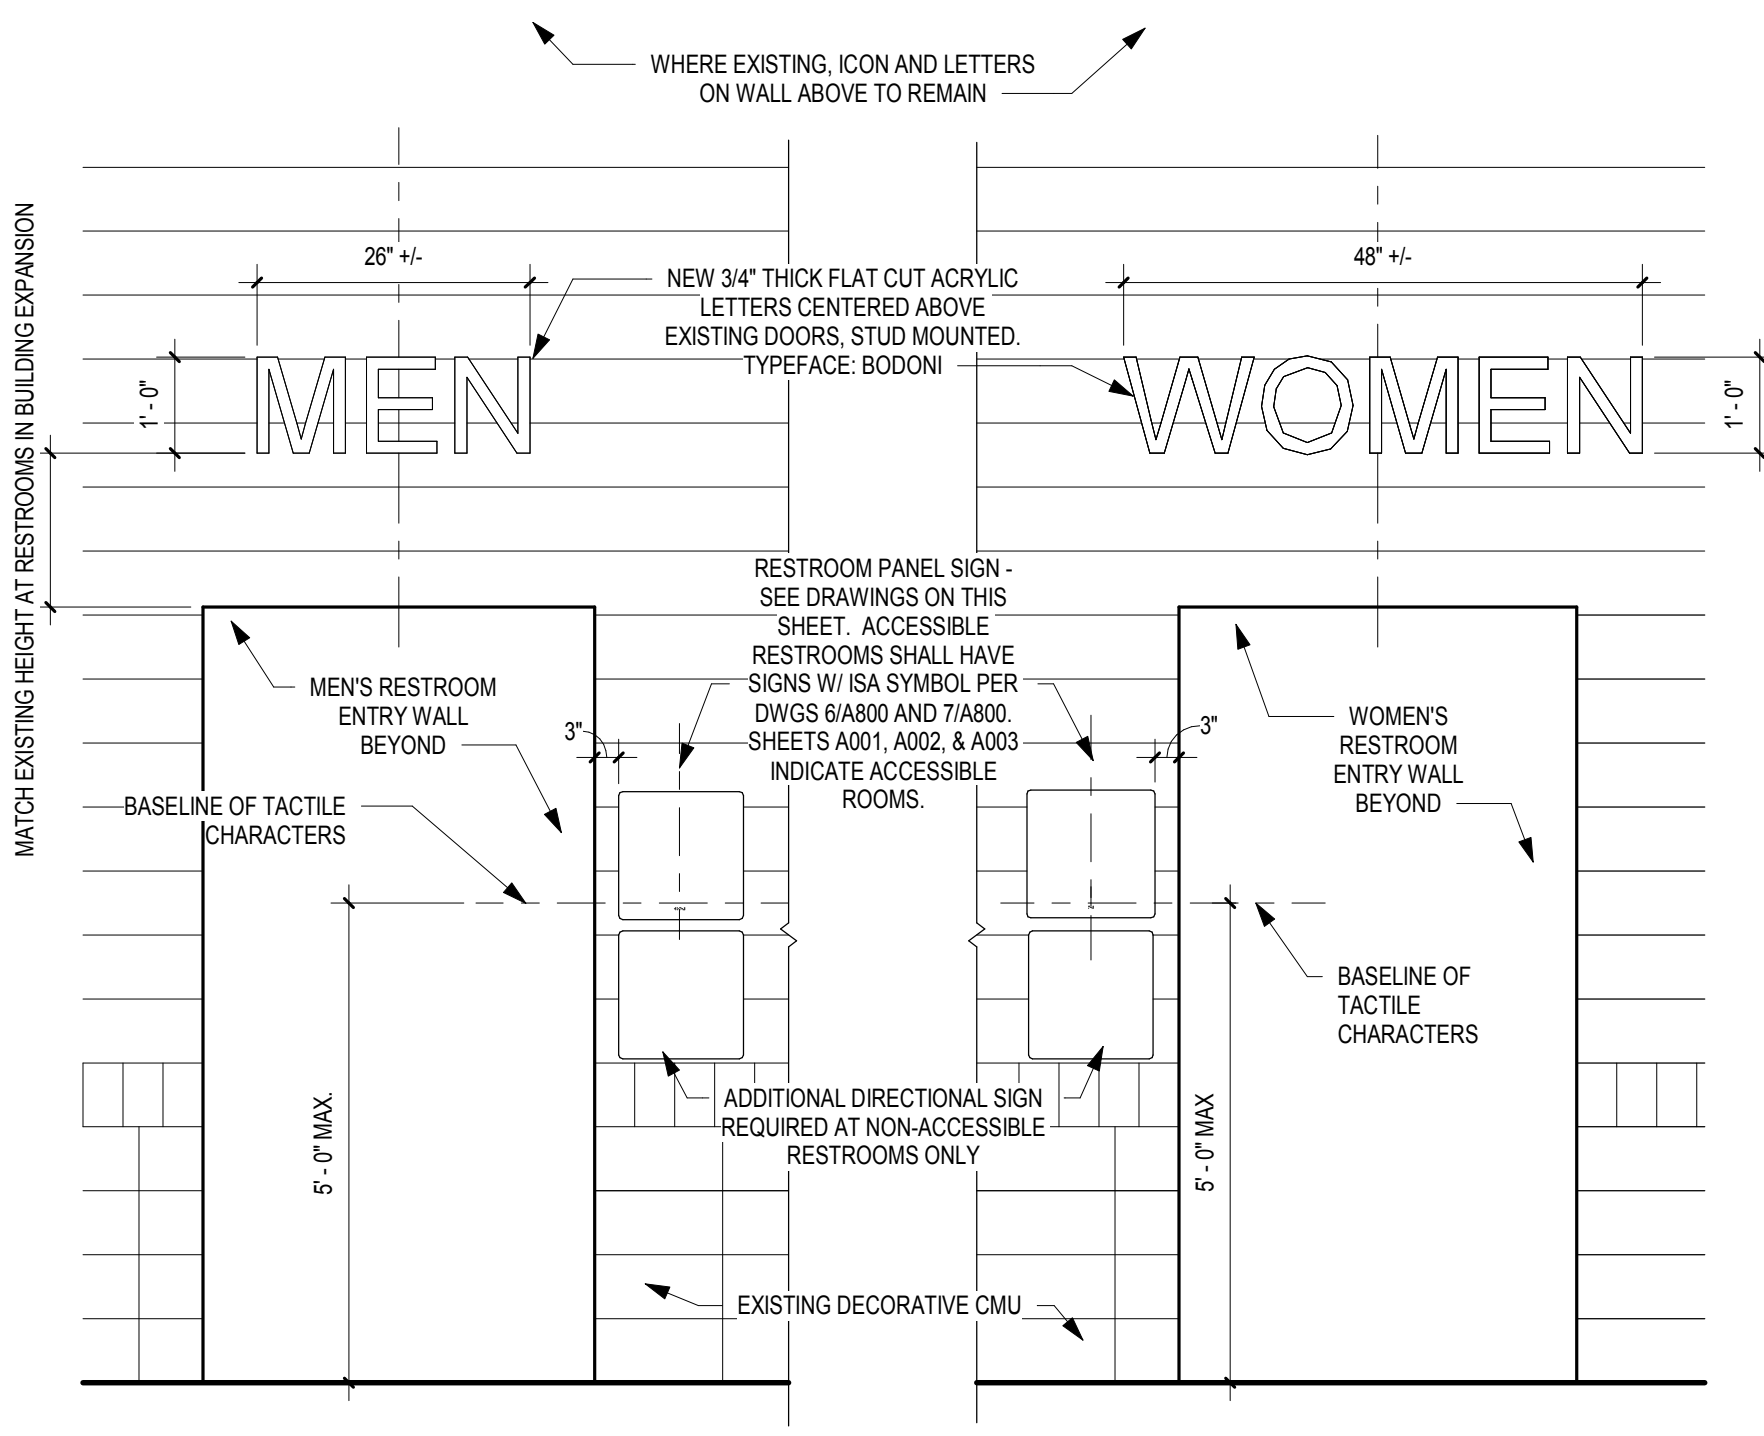 WHERE EXISTING, ICON AND LETTERS
ON WALL ABOVE TO REMAIN
MATCH EXISTING HEIGHT AT RESTROOMS IN BUILDING EXPANSION
26" +/-
48" +/-
NEW 3/4" THICK FLAT CUT ACRYLIC
LETTERS CENTERED ABOVE
EXISTING DOORS, STUD MOUNTED.
TYPEFACE: BODONI
1' - 0"
MEN
WOMEN
1' - 0"
RESTROOM PANEL SIGN -
SEE DRAWINGS ON THIS
SHEET. ACCESSIBLE
RESTROOMS SHALL HAVE
SIGNS W/ ISA SYMBOL PER
DWGS 6/A800 AND 7/A800.
SHEETS A001, A002, & A003
INDICATE ACCESSIBLE
ROOMS.
MEN'S RESTROOM
ENTRY WALL
BEYOND
3"
3"
WOMEN'S
RESTROOM
ENTRY WALL
BEYOND
BASELINE OF TACTILE
CHARACTERS
BASELINE OF
TACTILE
CHARACTERS
5' - 0" MAX.
5' - 0" MAX
ADDITIONAL DIRECTIONAL SIGN
REQUIRED AT NON-ACCESSIBLE
RESTROOMS ONLY
EXISTING DECORATIVE CMU